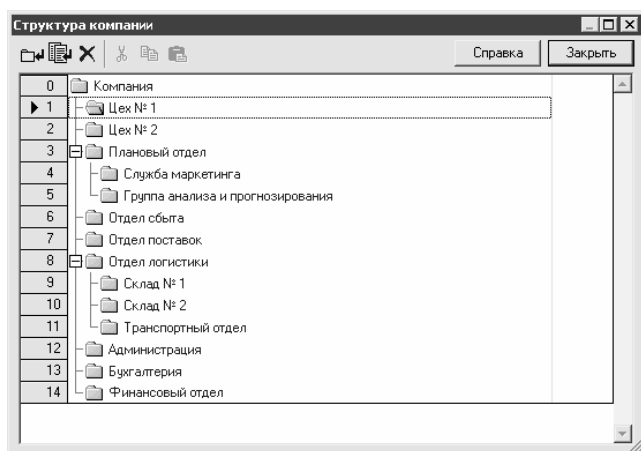 Структура компании
Справка Закрыть
0 Компания
1 Цех № 1
2 Цех № 2
3 Плановый отдел
4 Служба маркетинга
5 Группа анализа и прогнозирования
6 Отдел сбыта
7 Отдел поставок
8 Отдел логистики
9 Склад № 1
10 Склад № 2
11 Транспортный отдел
12 Администрация
13 Бухгалтерия
14 Финансовый отдел